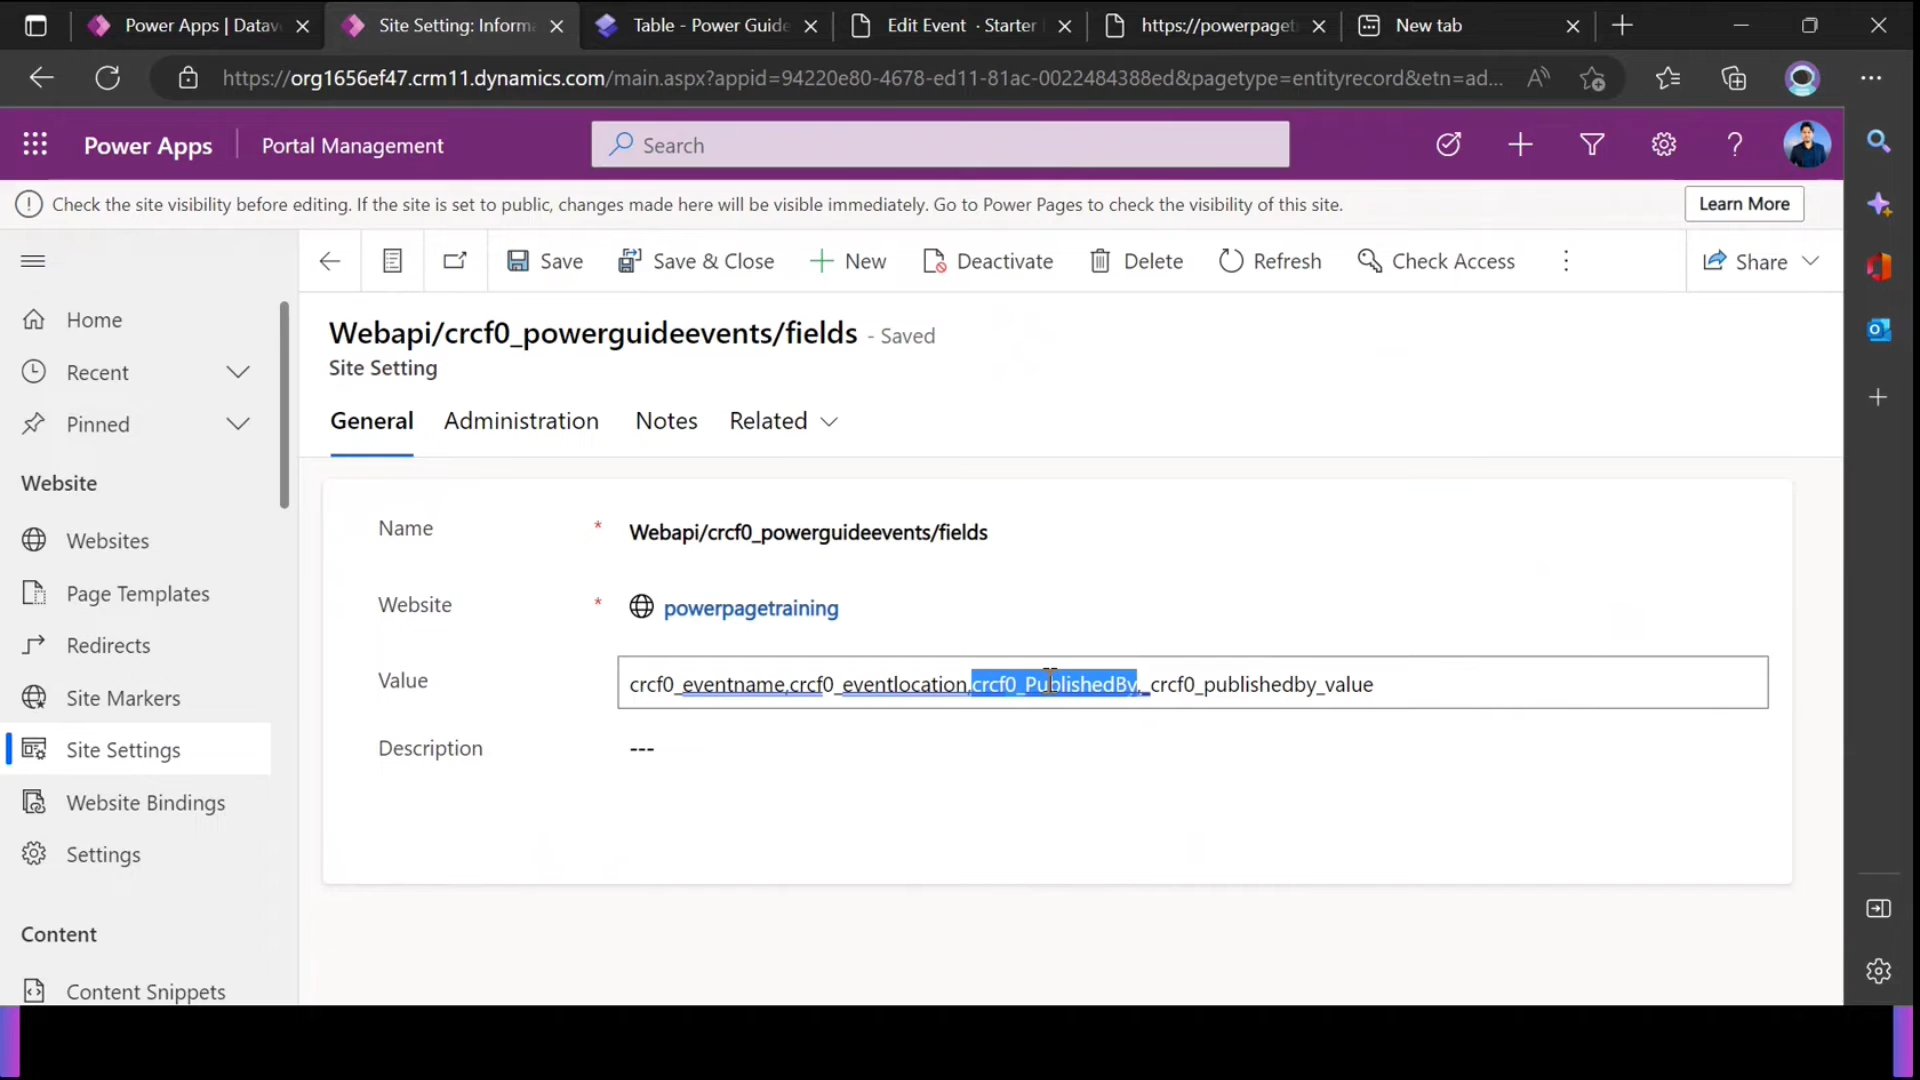 Power Apps | Datav
Site Setting: Inform
Table - Power Guide
Edit Event · Starter
https://powerpaget
New tab
https://org1656ef47.crm11.dynamics.com/main.aspx?appid=94220e80-4678-ed11-81ac-0022484388ed&pagetype=entityrecord&etn=ad...
Power Apps
Portal Management
Search
Check the site visibility before editing. If the site is set to public, changes made here will be visible immediately. Go to Power Pages to check the visibility of this site.
Learn More
Save
Save & Close
New
Deactivate
Delete
Refresh
Check Access
Share
Home
Recent
Pinned
Website
Websites
Page Templates
Redirects
Site Markers
Site Settings
Website Bindings
Settings
Content
Content Snippets
Webapi/crcf0_powerguideevents/fields - Saved
Site Setting
General
Administration
Notes
Related
Name * Webapi/crcf0_powerguideevents/fields
Website * powerpagetraining
Value crcf0_eventname,crcf0_eventlocation,crcf0_PublishedBy,_crcf0_publishedby_value
Description ---